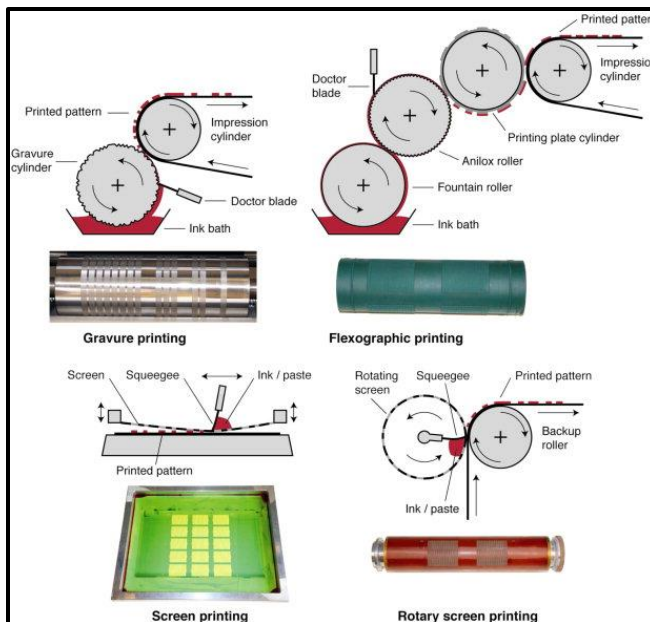 Printed pattern
Impression
cylinder
Gravure
cylinder
Doctor blade
Ink bath
Gravure printing
Printed pattern
Impression
cylinder
Doctor
blade
Printing plate cylinder
Anilox roller
Fountain roller
Ink bath
Flexographic printing
Screen
Squeegee
Ink / paste
Printed pattern
Screen printing
Rotating
screen
Squeegee
Printed pattern
Backup
roller
Ink / paste
Rotary screen printing